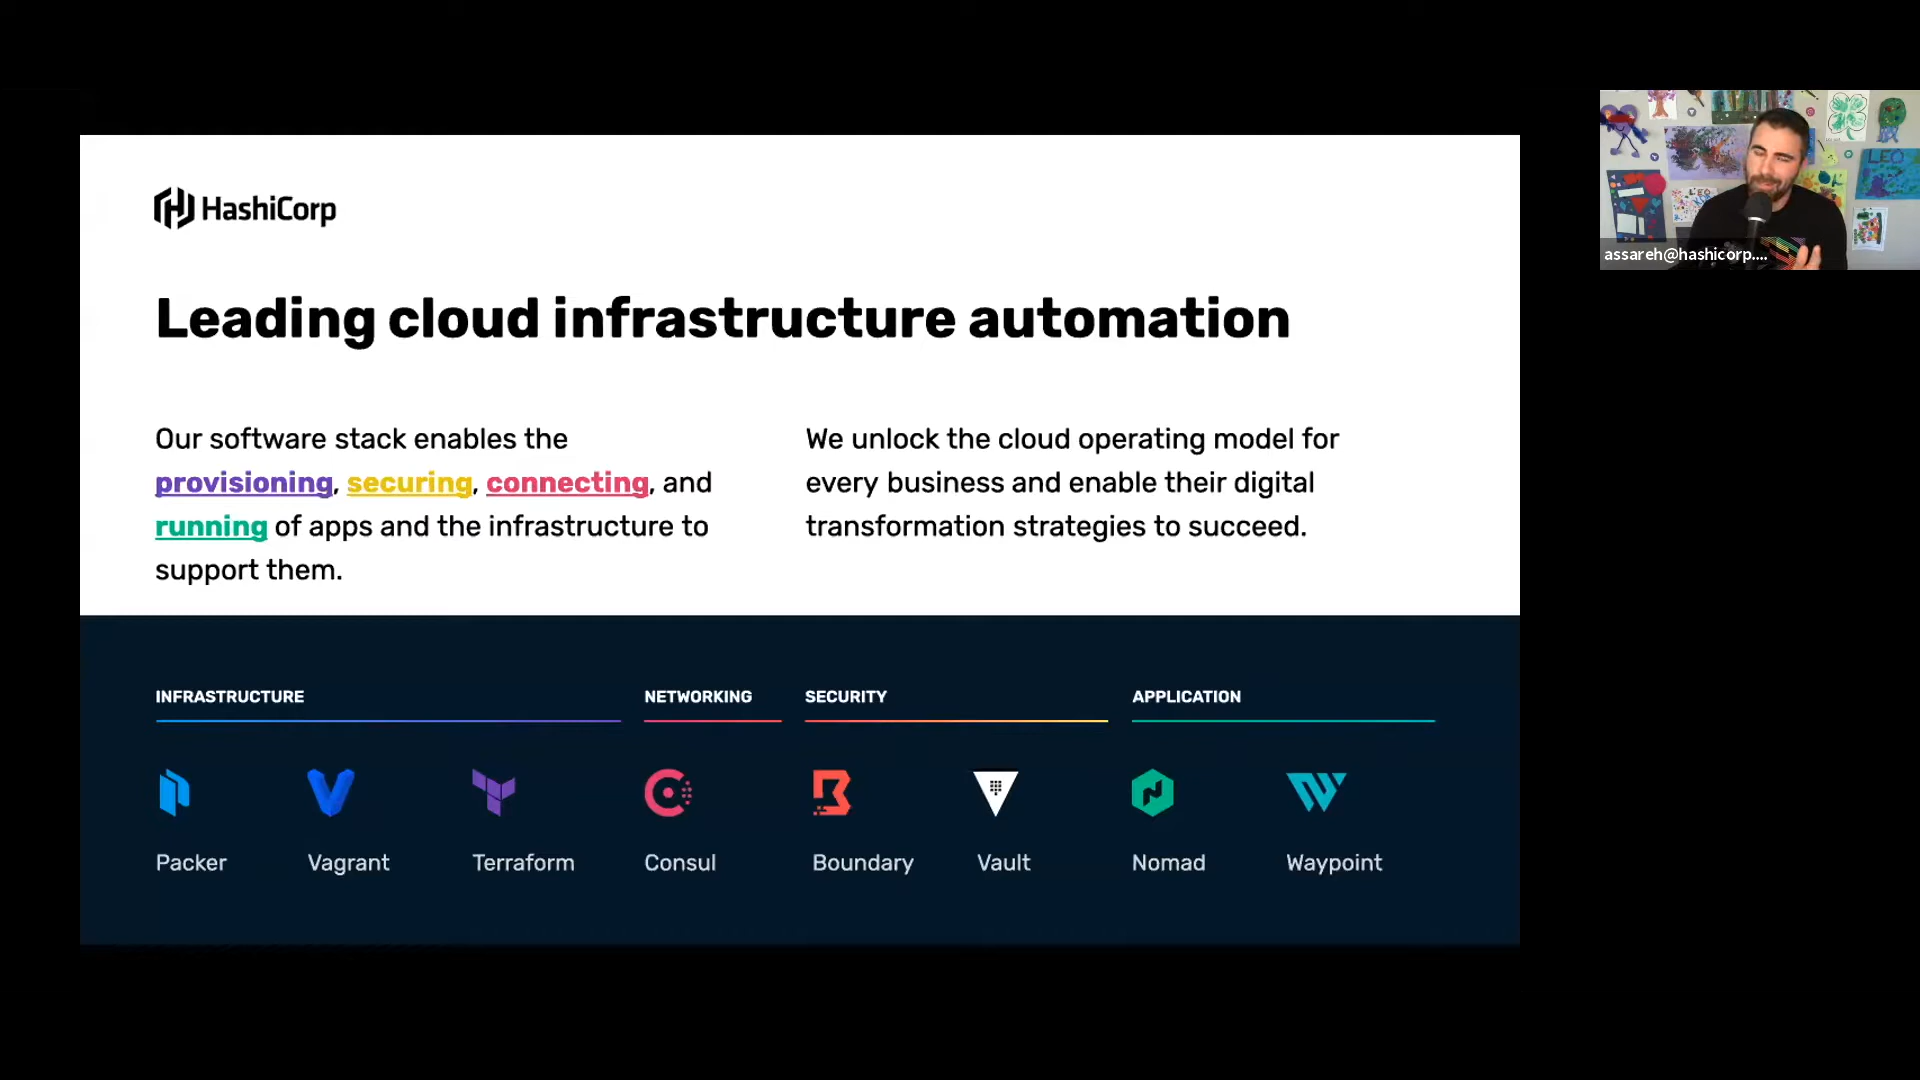 HashiCorp
Leading cloud infrastructure automation
Our software stack enables the
provisioning, securing, connecting, and
running of apps and the infrastructure to
support them.
We unlock the cloud operating model for
every business and enable their digital
transformation strategies to succeed.
INFRASTRUCTURE
NETWORKING
SECURITY
APPLICATION
Packer
Vagrant
Terraform
Consul
Boundary
Vault
Nomad
Waypoint
LEO
LEO
assareh@hashicorp....